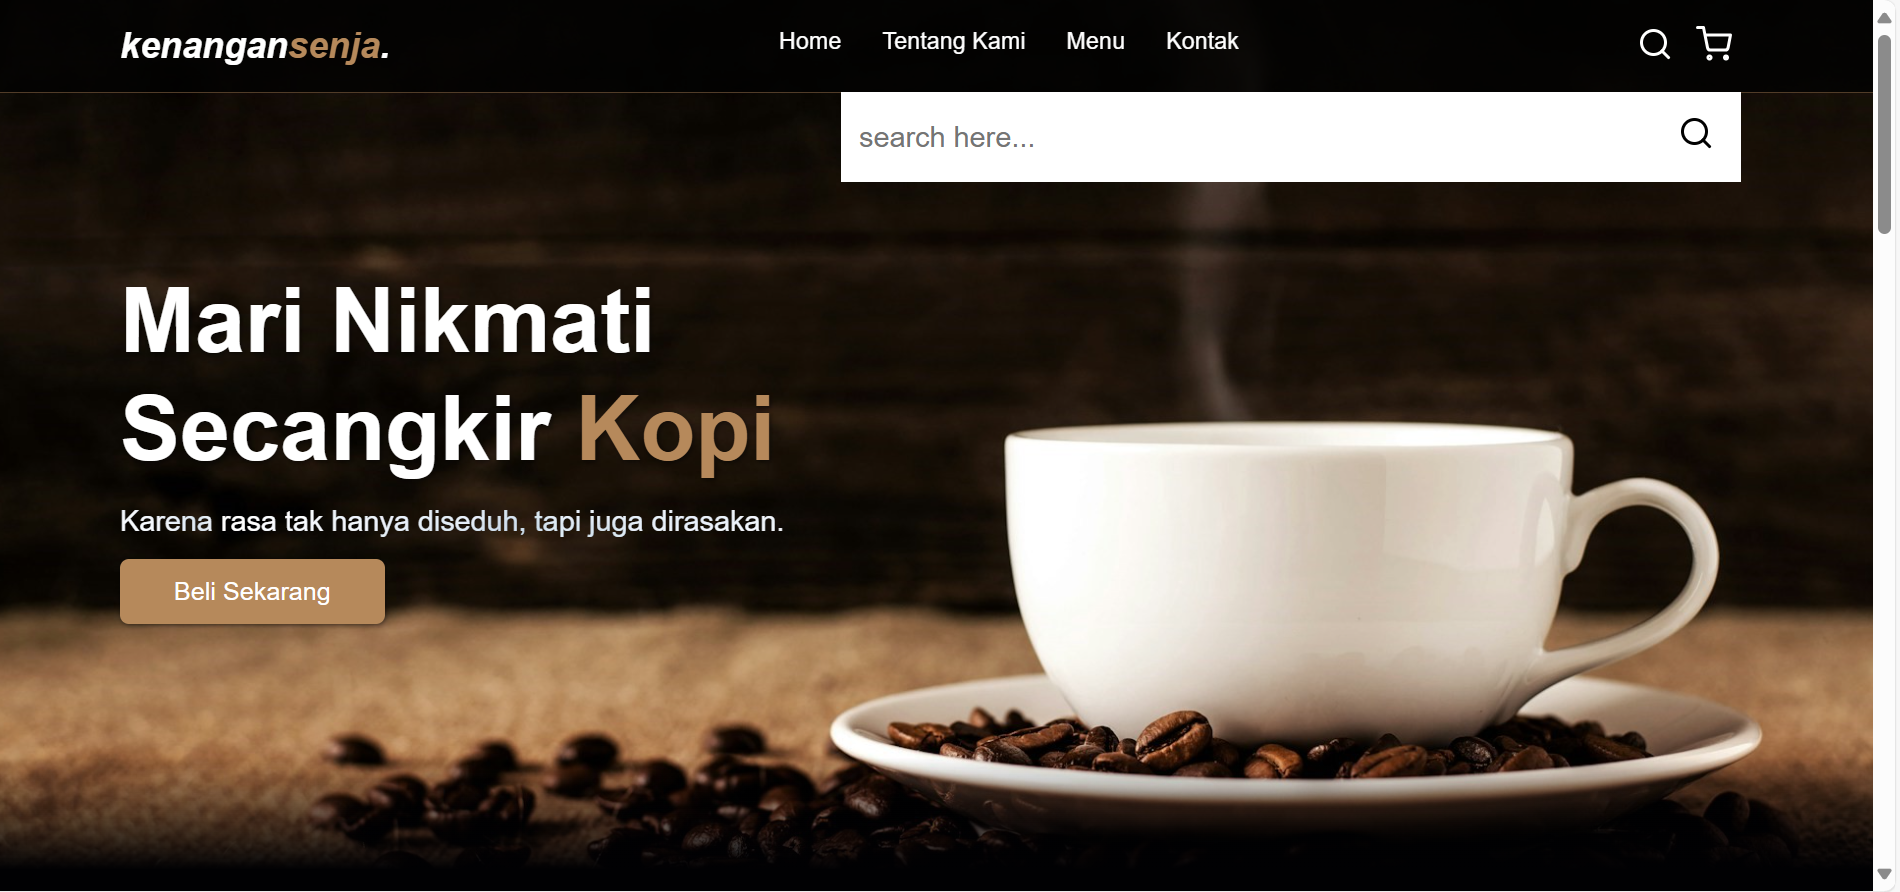 kenangansenja.
Home Tentang Kami Menu Kontak
search here...
Mari Nikmati
Secangkir Kopi
Karena rasa tak hanya diseduh, tapi juga dirasakan.
Beli Sekarang